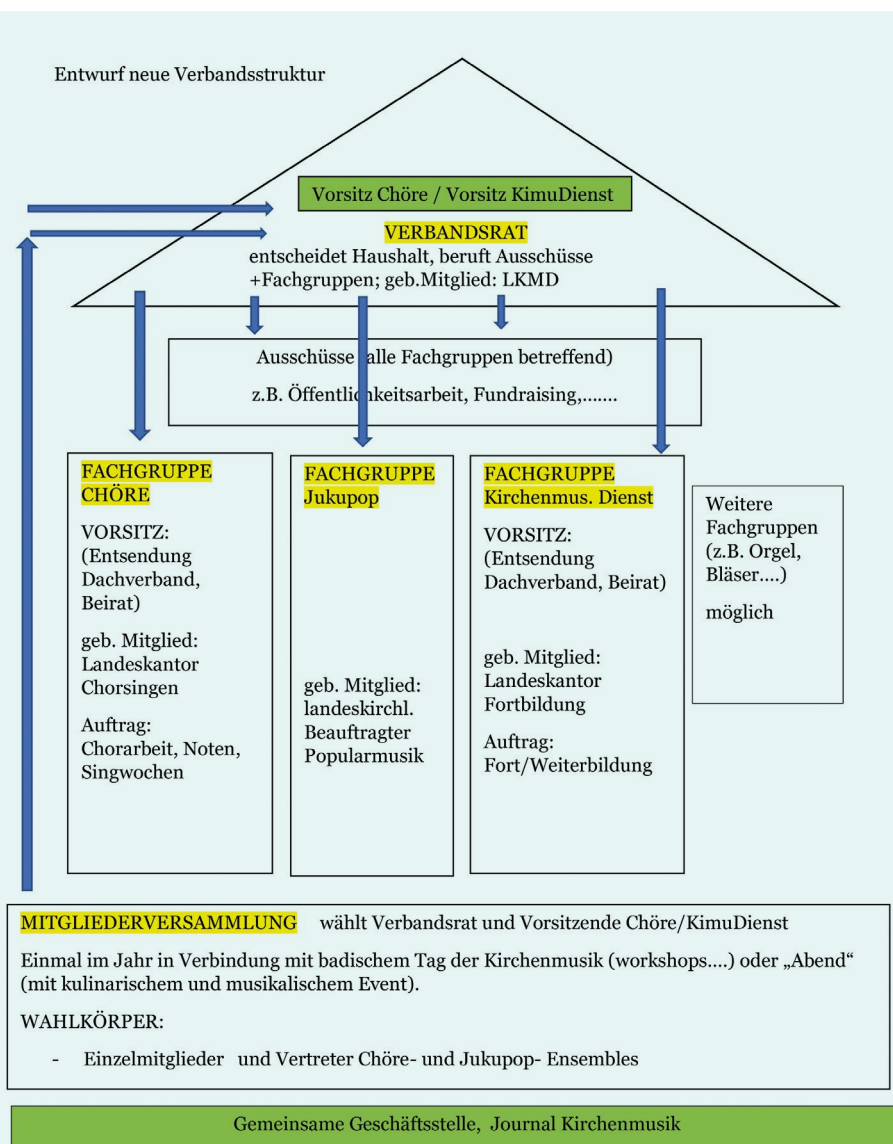 Entwurf neue Verbandsstruktur
Vorsitz Chöre / Vorsitz KimuDienst
VERBANDSRAT
entscheidet Haushalt, beruft Ausschüsse
+Fachgruppen; geb.Mitglied: LKMD
Ausschüsse (alle Fachgruppen betreffend)
z.B. Öffentlichkeitsarbeit, Fundraising,.......
FACHGRUPPE
CHÖRE
VORSITZ:
(Entsendung
Dachverband,
Beirat)
geb. Mitglied:
Landeskantor
Chorsingen
Auftrag:
Chorarbeit, Noten,
Singwochen
FACHGRUPPE
Jukupop
geb. Mitglied:
landeskirchl.
Beauftragter
Popularmusik
FACHGRUPPE
Kirchenmus. Dienst
VORSITZ:
(Entsendung
Dachverband, Beirat)
geb. Mitglied:
Landeskantor
Fortbildung
Auftrag:
Fort/Weiterbildung
Weitere
Fachgruppen
(z.B. Orgel,
Bläser....)
möglich
MITGLIEDERVERSAMMLUNG wählt Verbandsrat und Vorsitzende Chöre/KimuDienst
Einmal im Jahr in Verbindung mit badischem Tag der Kirchenmusik (workshops....) oder „Abend“
(mit kulinarischem und musikalischem Event).
WAHLKÖRPER:
- Einzelmitglieder und Vertreter Chöre- und Jukupop- Ensembles
Gemeinsame Geschäftsstelle, Journal Kirchenmusik